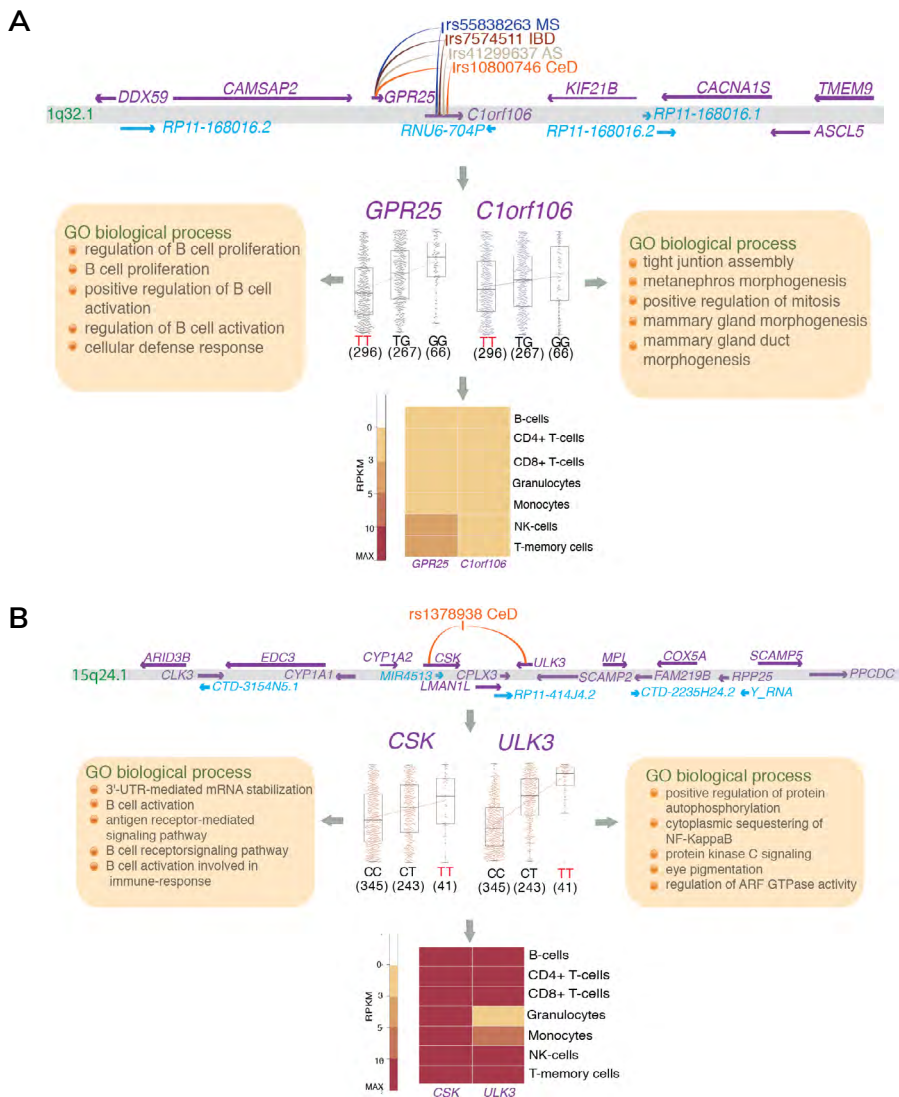 A
rs55838263 MS
rs7574511 IBD
rs41299637 AS
rs10800746 CeD
DDX59 CAMSAP2 GPR25 KIF21B CACNA1S TMEM9
1q32.1 C1orf106 RP11-168016.1
RP11-168016.2 RNU6-704P RP11-168016.2 ASCL5
GPR25 C1orf106
GO biological process
regulation of B cell proliferation
B cell proliferation
positive regulation of B cell
activation
regulation of B cell activation
cellular defense response
TT TG GG TT TG GG
(296) (267) (66) (296) (267) (66)
GO biological process
tight juntion assembly
metanephros morphogenesis
positive regulation of mitosis
mammary gland morphogenesis
mammary gland duct
morphogenesis
RPKM
0
3
5
10
MAX
B-cells
CD4+ T-cells
CD8+ T-cells
Granulocytes
Monocytes
NK-cells
T-memory cells
GPR25 C1orf106
B
rs1378938 CeD
ARID3B EDC3 CYP1A2 CSK ULK3 MPI COX5A SCAMP5
15q24.1 CLK3 CYP1A1 MIR4513 CPLX3 SCAMP2 FAM219B RPP25 PPCDC
CTD-3154N5.1 LMAN1L RP11-414J4.2 CTD-2235H24.2 Y_RNA
CSK ULK3
GO biological process
3'-UTR-mediated mRNA stabilization
B cell activation
antigen receptor-mediated
signaling pathway
B cell receptorsignaling pathway
B cell activation involved in
immune-response
CC CT TT CC CT TT
(345) (243) (41) (345) (243) (41)
GO biological process
positive regulation of protein
autophosphorylation
cytoplasmic sequestering of
NF-KappaB
protein kinase C signaling
eye pigmentation
regulation of ARF GTPase activity
RPKM
0
3
5
10
MAX
B-cells
CD4+ T-cells
CD8+ T-cells
Granulocytes
Monocytes
NK-cells
T-memory cells
CSK ULK3